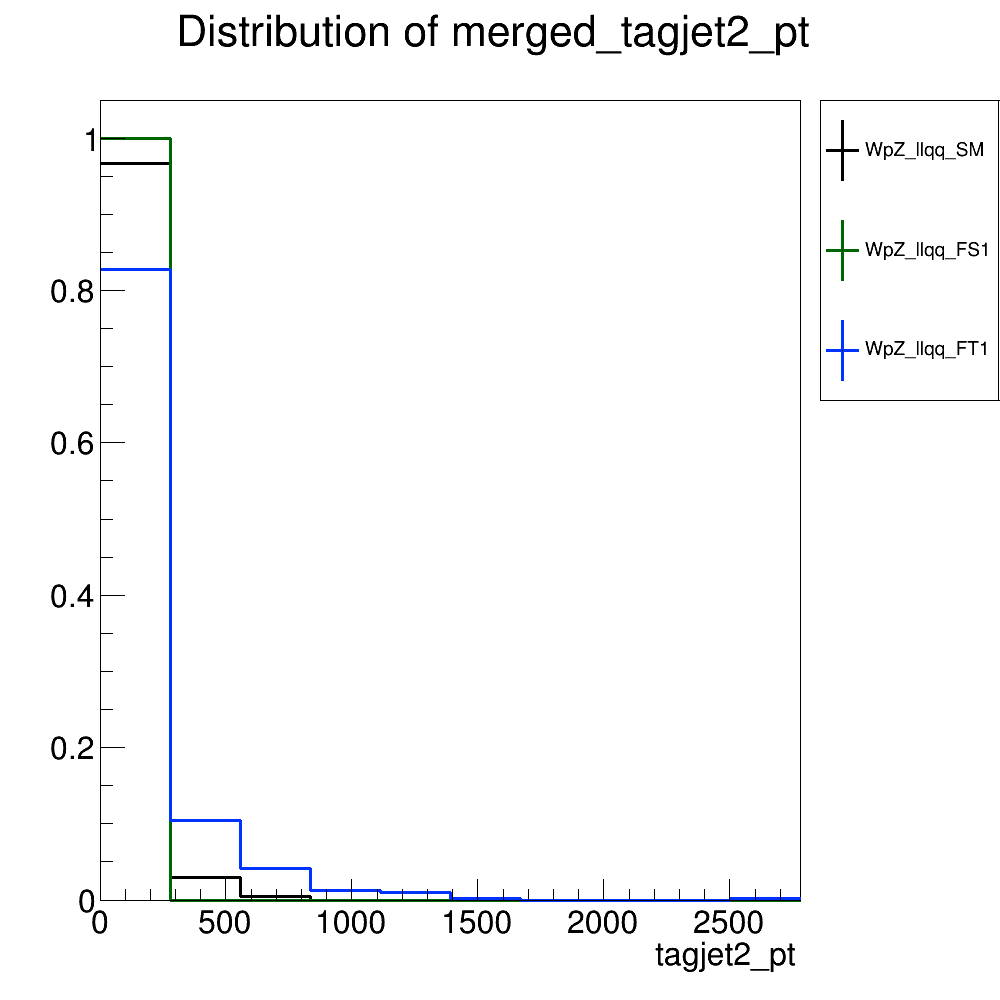 Distribution of merged_tagjet2_pt
1
0.8
0.6
0.4
0.2
0
0 500 1000 1500 2000 2500
tagjet2_pt
WpZ_llqq_SM
WpZ_llqq_FS1
WpZ_llqq_FT1